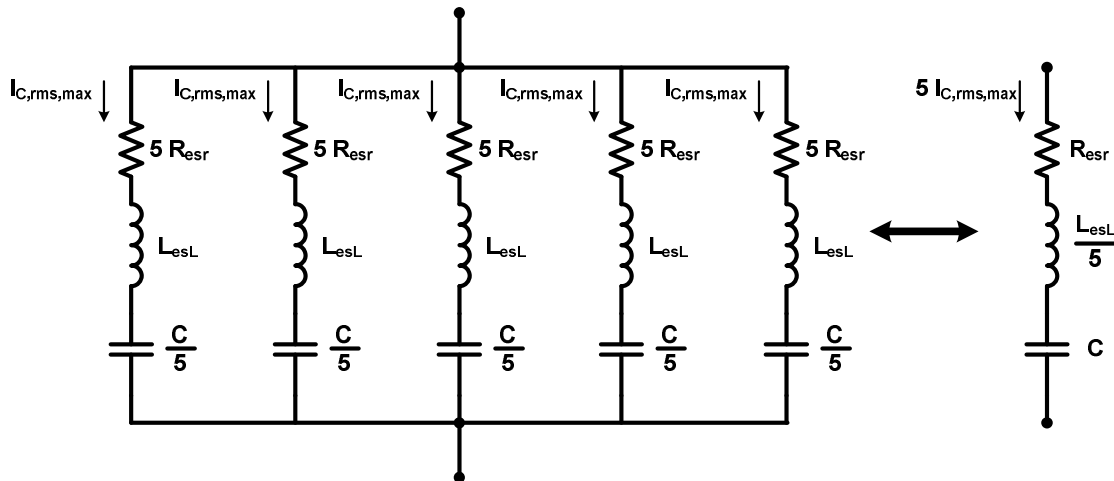 I_C,rms,max I_C,rms,max I_C,rms,max I_C,rms,max I_C,rms,max 5 I_C,rms,max
5 R_esr 5 R_esr 5 R_esr 5 R_esr 5 R_esr R_esr
L_esL L_esL L_esL L_esL L_esL L_esL/5
C/5 C/5 C/5 C/5 C/5 C